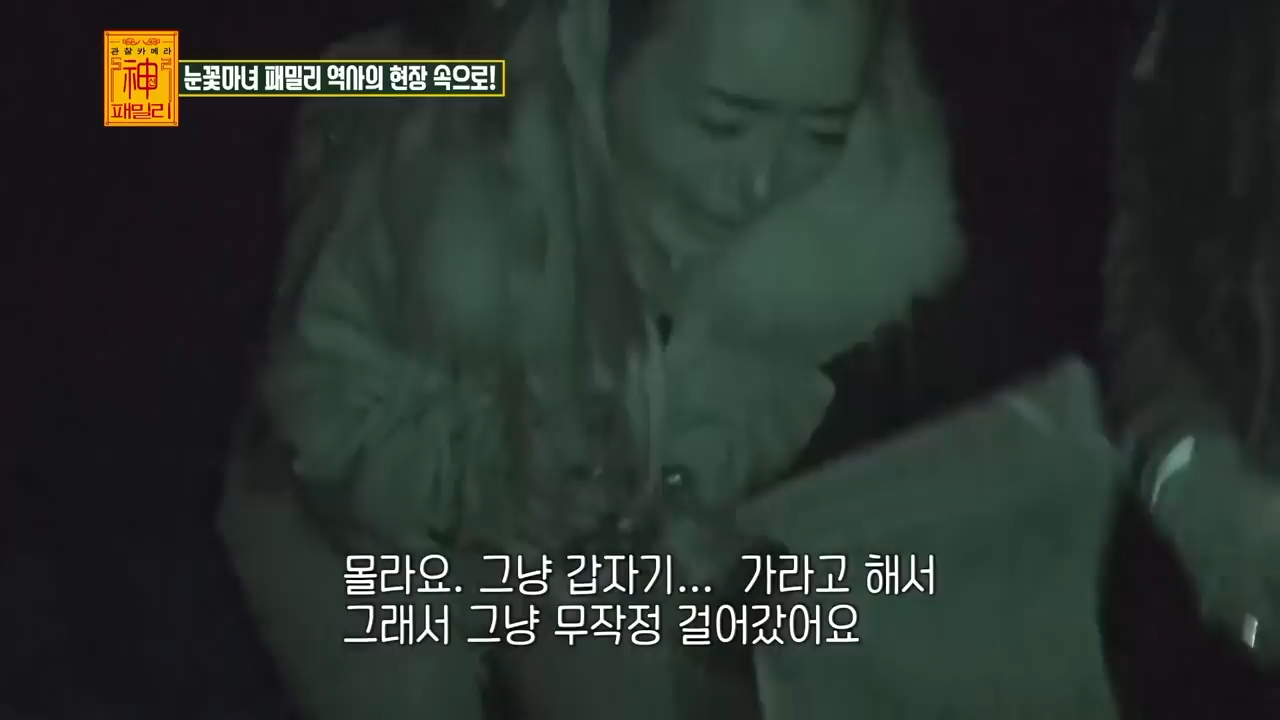 관찰카메라
神
패밀리
눈꽃마녀 패밀리 역사의 현장 속으로!
몰라요. 그냥 갑자기... 가라고 해서
그래서 그냥 무작정 걸어갔어요